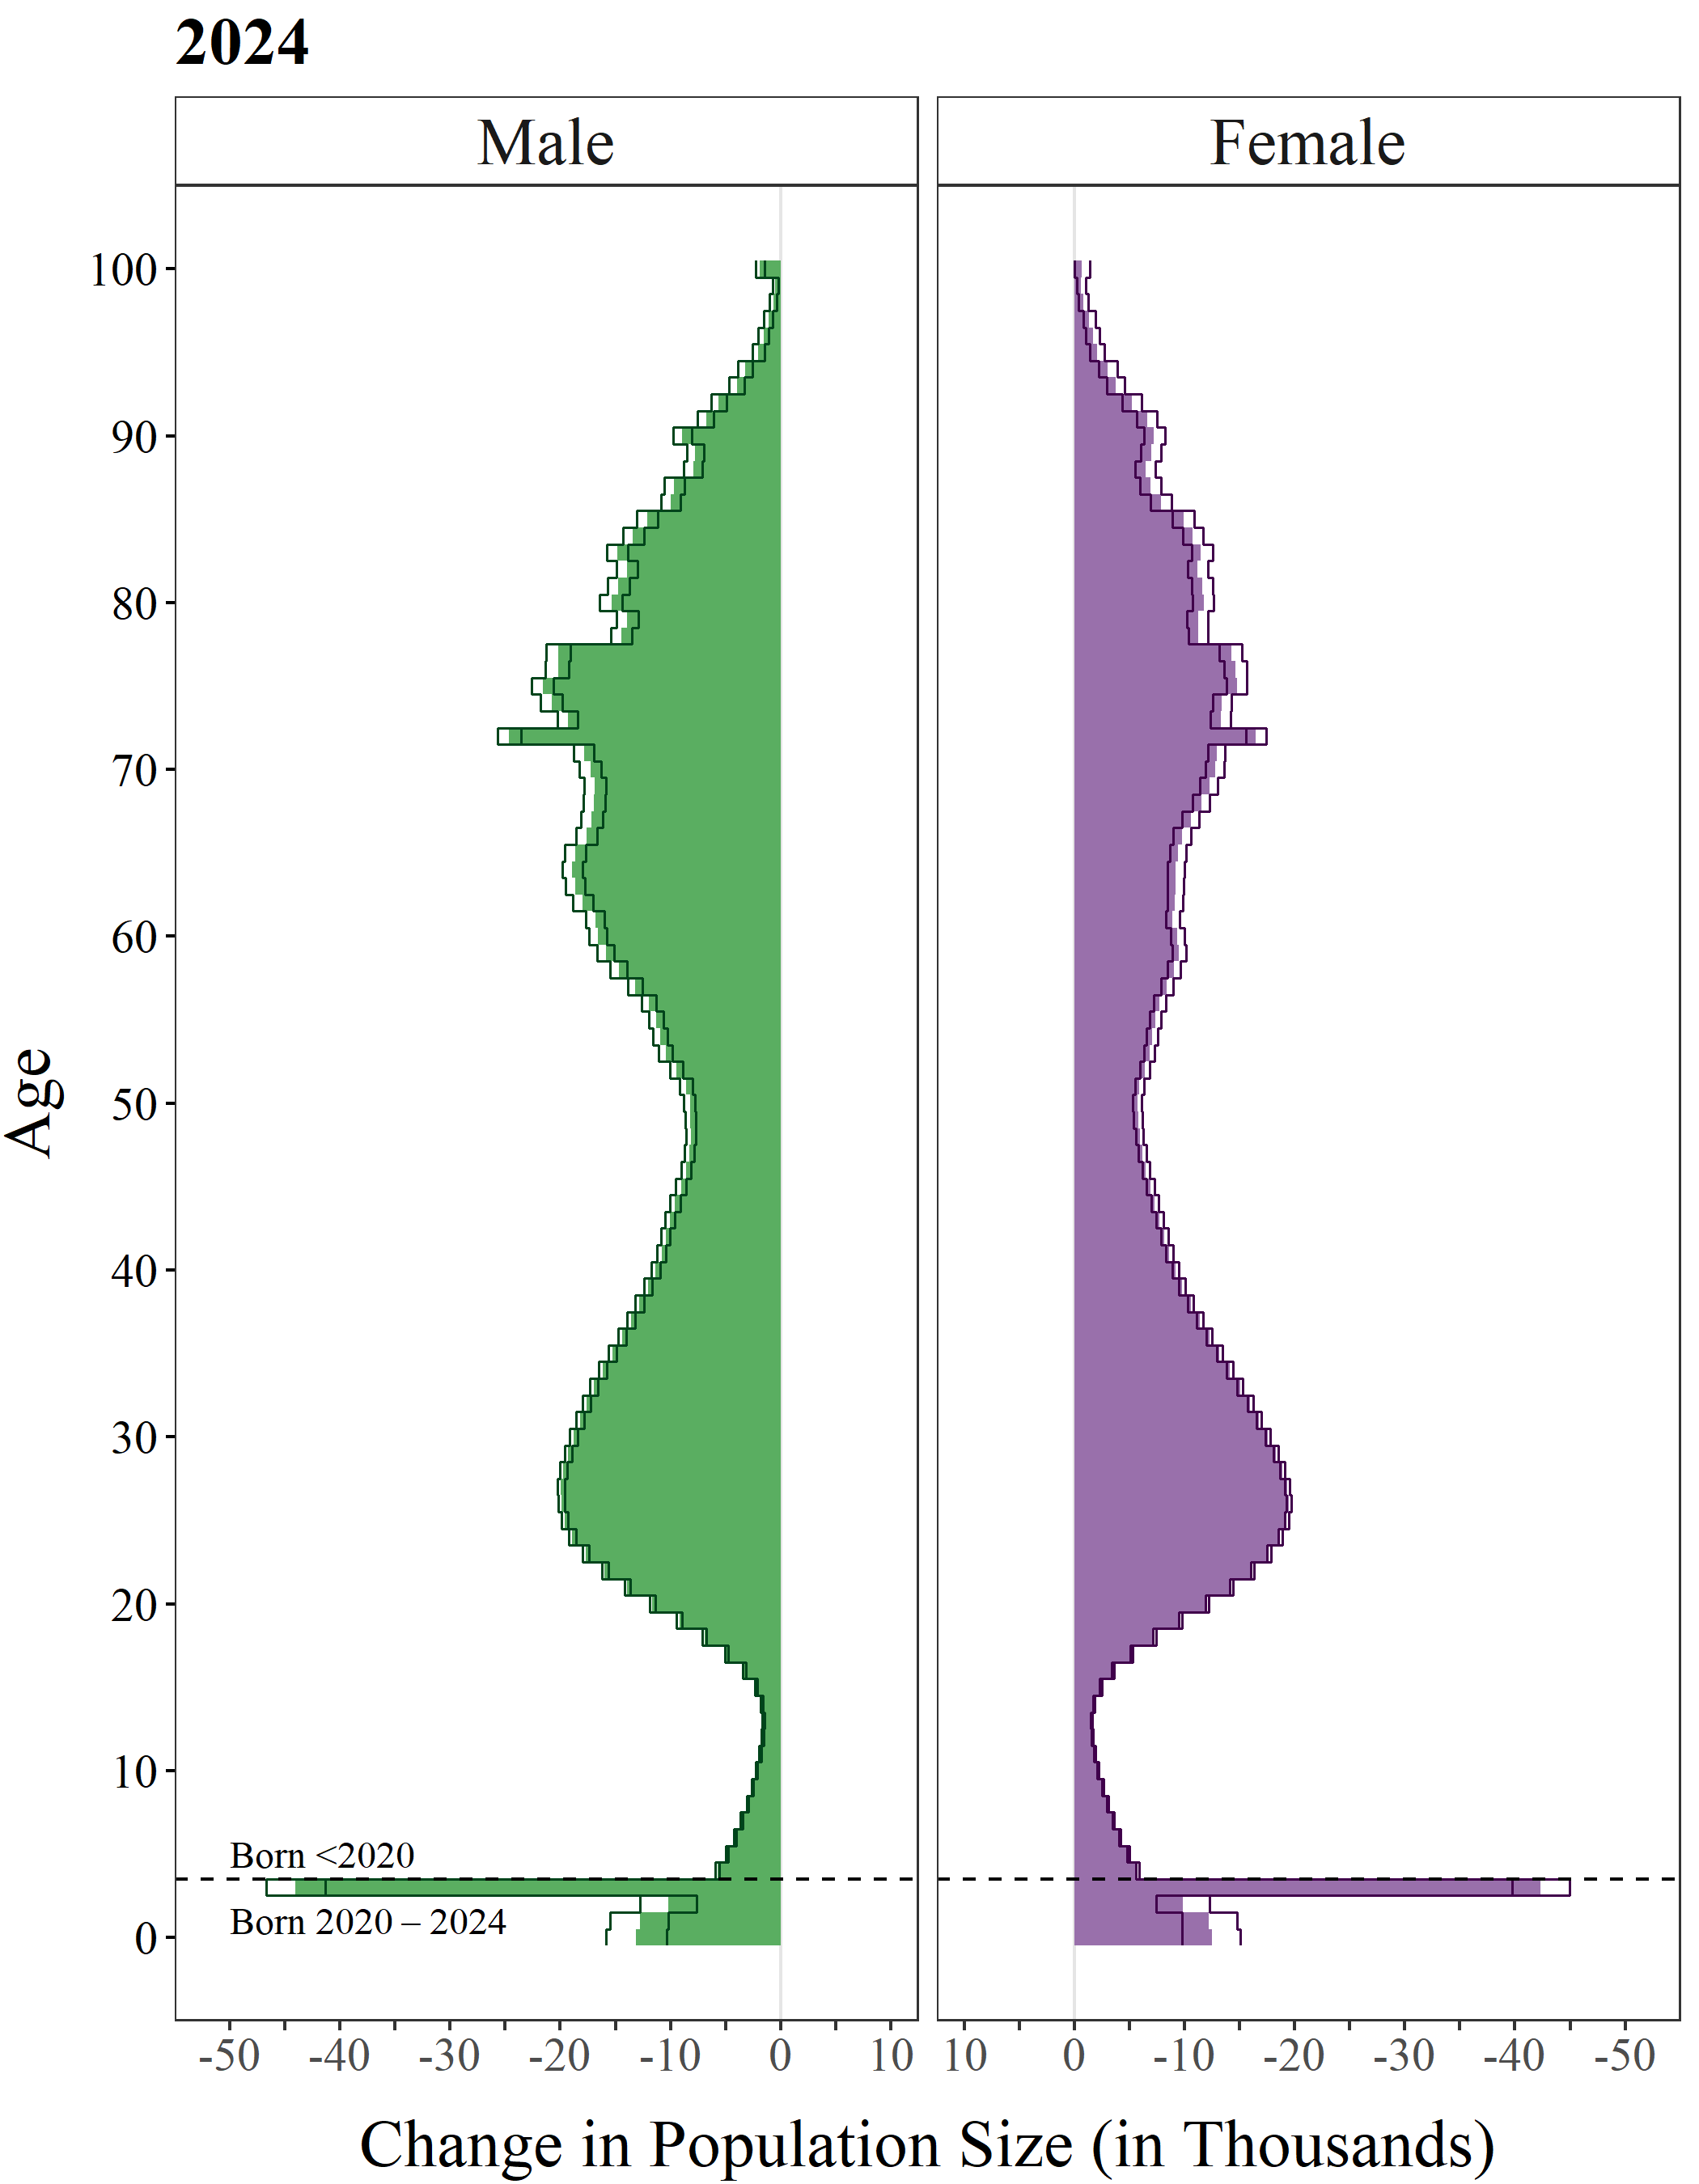 2024
Male
Female
100
90
80
70
60
50
40
30
20
10
0
Age
Born <2020
Born 2020 – 2024
-50 -40 -30 -20 -10 0 10
10 0 -10 -20 -30 -40 -50
Change in Population Size (in Thousands)